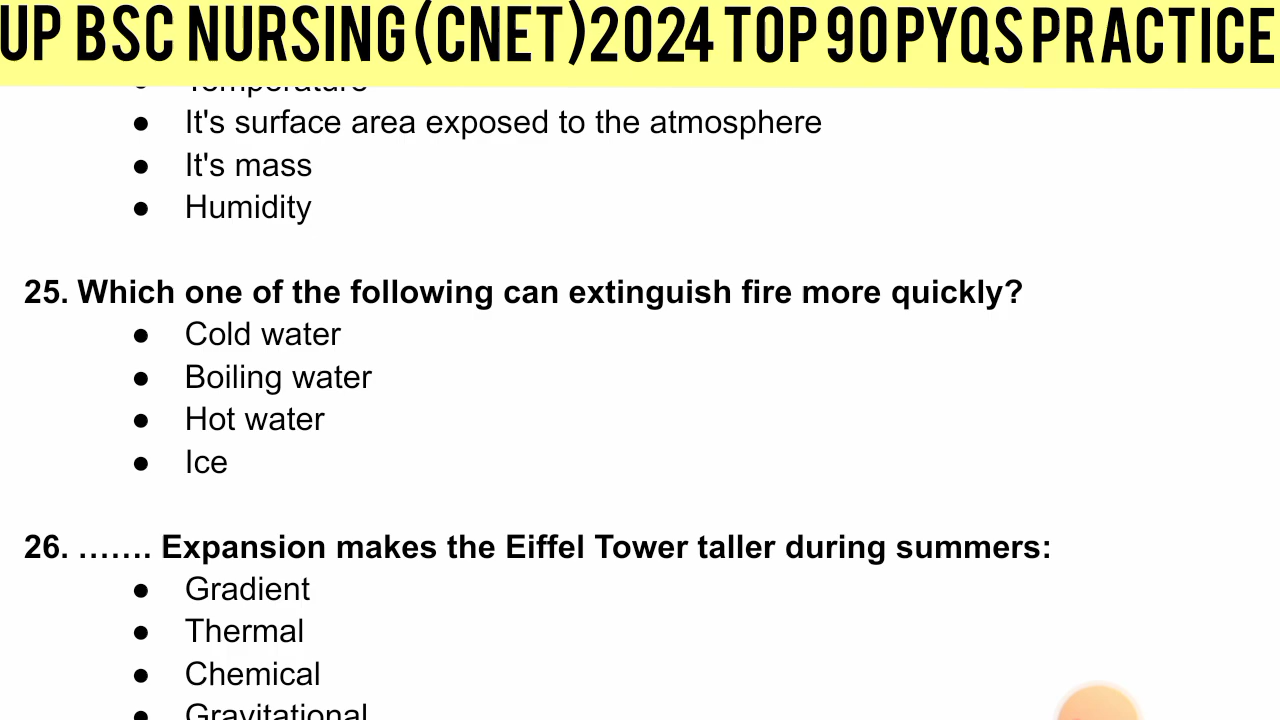 UP BSC NURSING (CNET) 2024 TOP 90 PYQS PRACTICE
Temperature
● It's surface area exposed to the atmosphere
● It's mass
● Humidity
25. Which one of the following can extinguish fire more quickly?
● Cold water
● Boiling water
● Hot water
● Ice
26. ....... Expansion makes the Eiffel Tower taller during summers:
● Gradient
● Thermal
● Chemical
● Gravitational